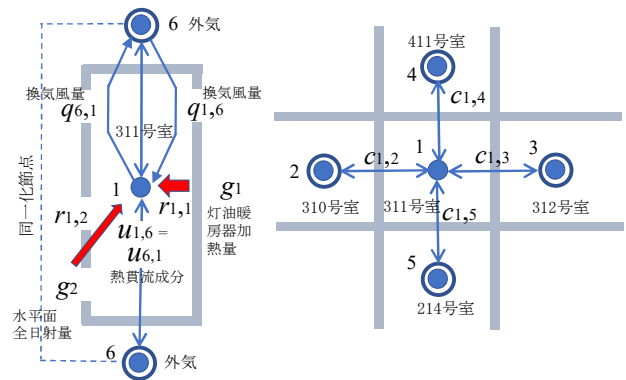 6 外気
換気風量
q6,1
換気風量
q1,6
311号室
同一化節点
1
r1,1
g1
灯油暖
房器加
熱量
r1,2
u1,6 =
u6,1
熱貫流成分
g2
水平面
全日射量
6
外気
411号室
4
c1,4
1
2
c1,2
c1,3
3
310号室
311号室
312号室
c1,5
5
214号室